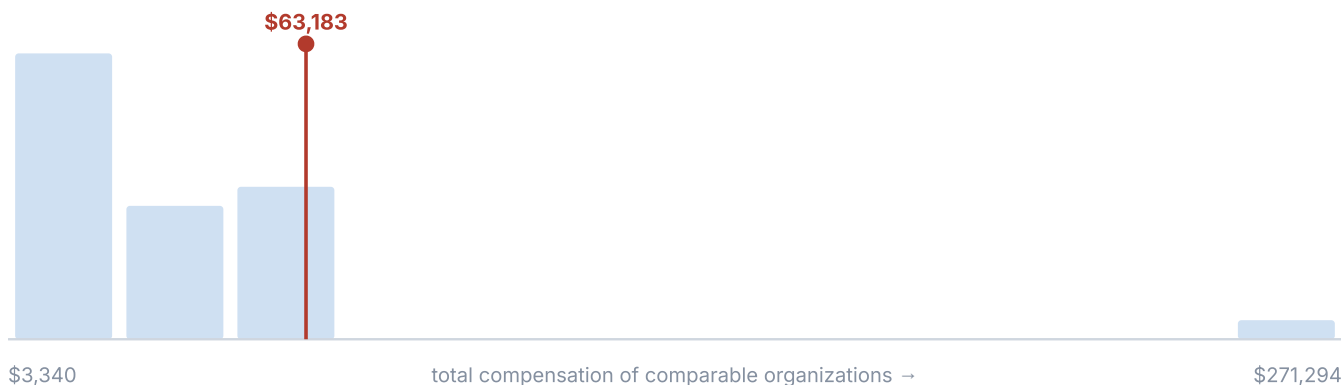 $63,183
$3,340
total compensation of comparable organizations →
$271,294